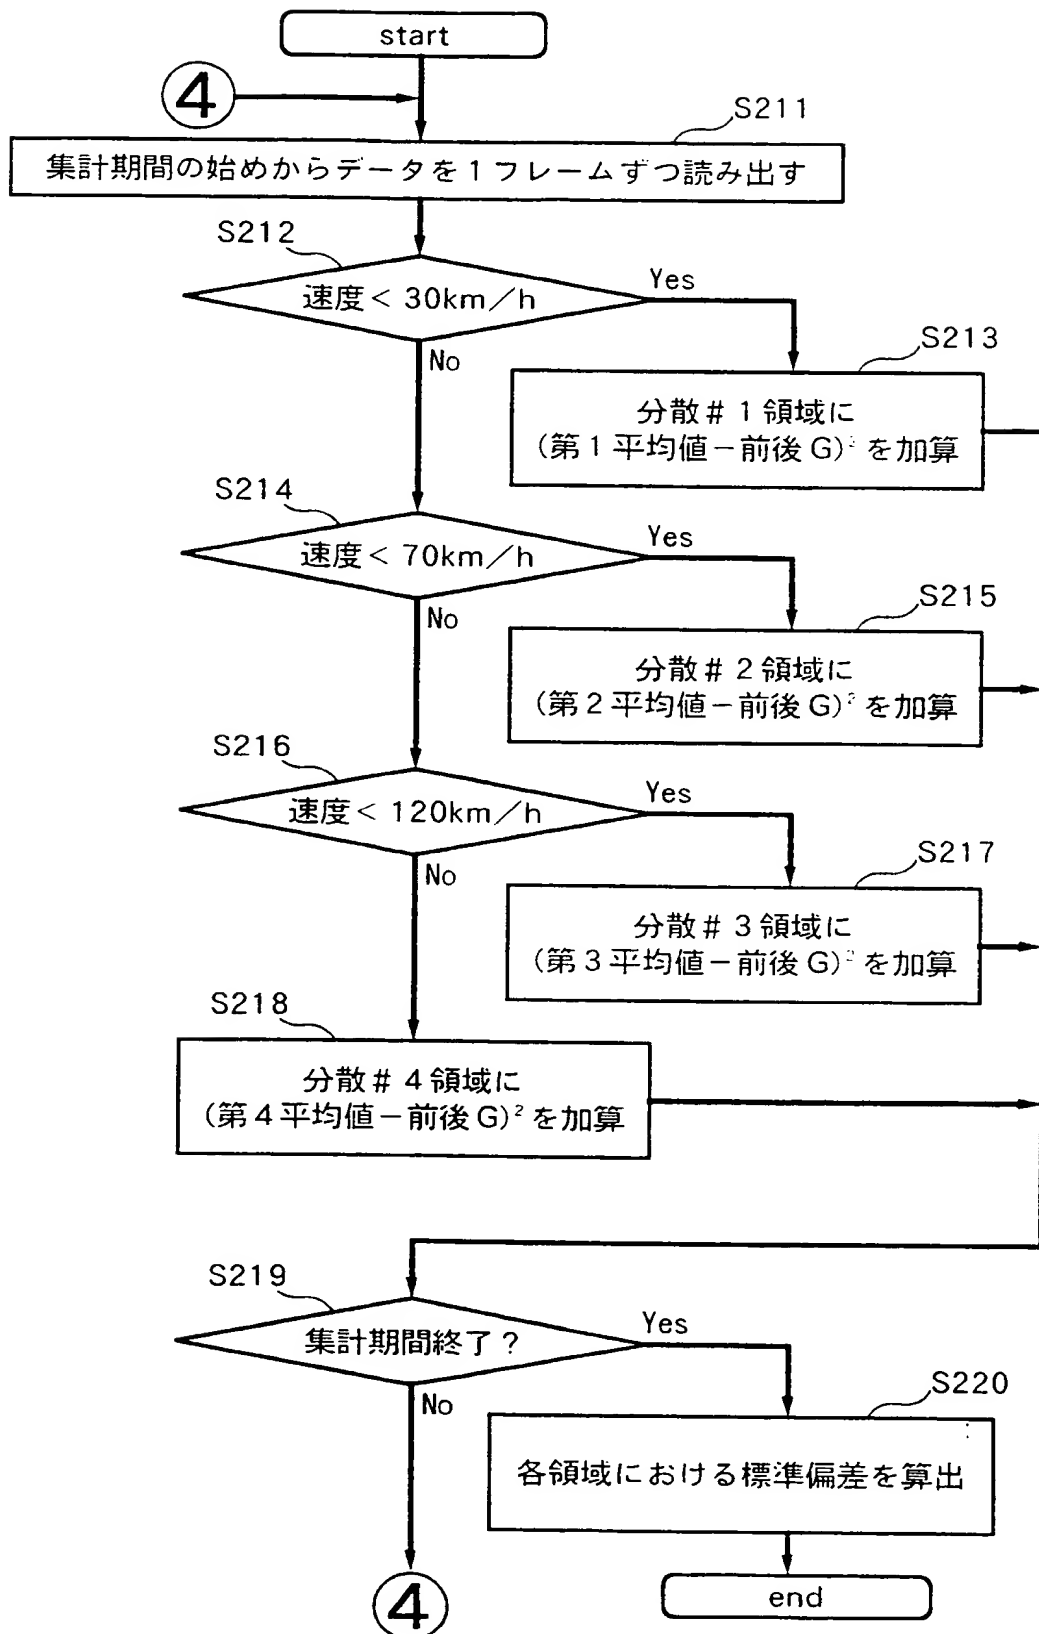 start
④
S211
集計期間の始めからデータを1フレームずつ読み出す
S212
速度＜30km／h
Yes
No
S213
分散＃1領域に
(第1平均値－前後G)² を加算
S214
速度＜70km／h
Yes
No
S215
分散＃2領域に
(第2平均値－前後G)² を加算
S216
速度＜120km／h
Yes
No
S217
分散＃3領域に
(第3平均値－前後G)² を加算
S218
分散＃4領域に
(第4平均値－前後G)² を加算
S219
集計期間終了？
Yes
No
S220
各領域における標準偏差を算出
④
end